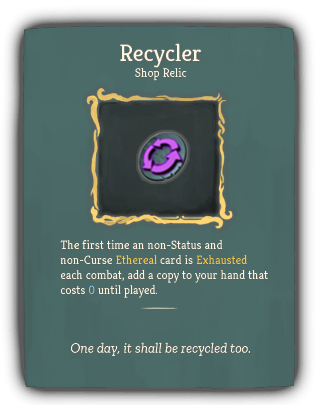 Recycler
Shop Relic
The first time an non-Status and
non-Curse Ethereal card is Exhausted
each combat, add a copy to your hand that
costs 0 until played.
One day, it shall be recycled too.